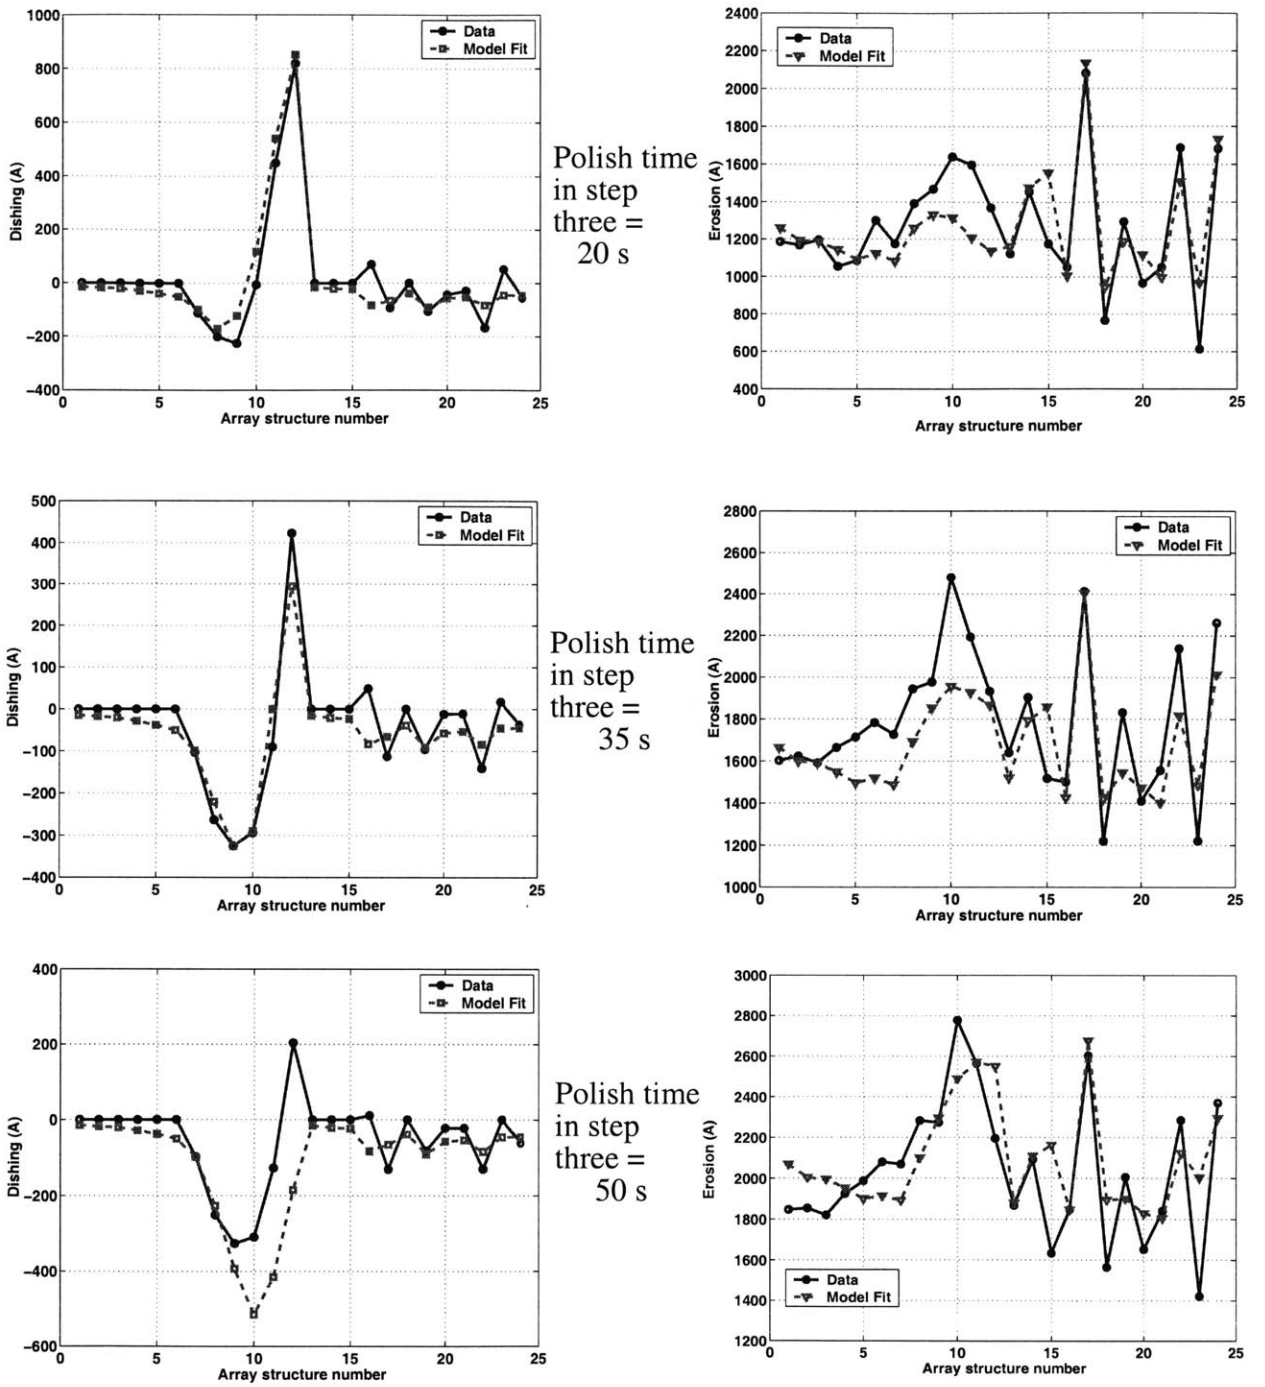 1000
800
600
400
200
0
−200
−400
0 5 10 15 20 25
Dishing (A)
Array structure number
Data
Model Fit
Polish time
in step
three =
20 s
2400
2200
2000
1800
1600
1400
1200
1000
800
600
400
0 5 10 15 20 25
Erosion (A)
Array structure number
Data
Model Fit
500
400
300
200
100
0
−100
−200
−300
−400
0 5 10 15 20 25
Dishing (A)
Array structure number
Data
Model Fit
Polish time
in step
three =
35 s
2800
2600
2400
2200
2000
1800
1600
1400
1200
1000
0 5 10 15 20 25
Erosion (A)
Array structure number
Data
Model Fit
400
200
0
−200
−400
−600
0 5 10 15 20 25
Dishing (A)
Array structure number
Data
Model Fit
Polish time
in step
three =
50 s
3000
2800
2600
2400
2200
2000
1800
1600
1400
1200
0 5 10 15 20 25
Erosion (A)
Array structure number
Data
Model Fit